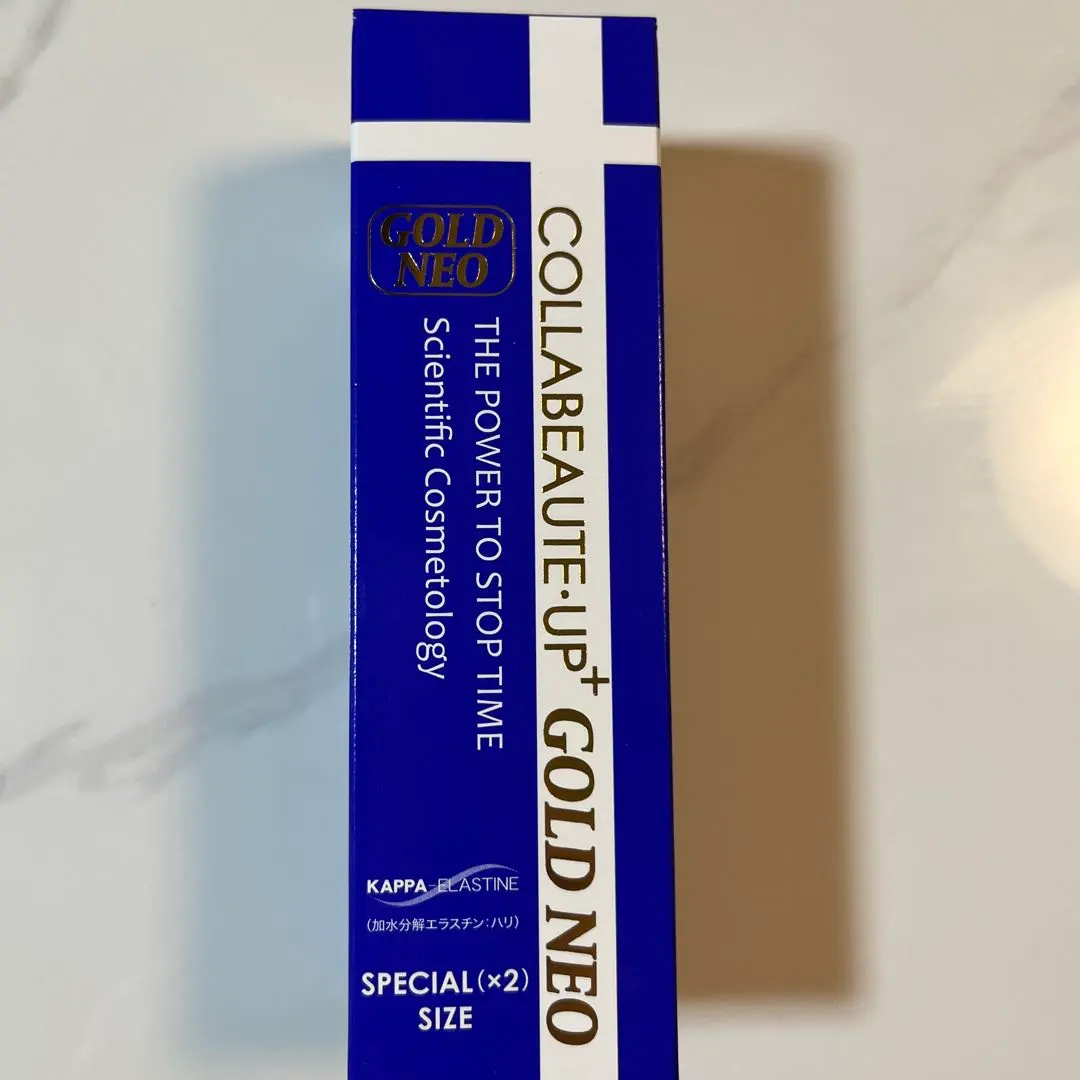 GOLD
NEO
THE POWER TO STOP TIME
Scientific Cosmetology
COLLABEAUTE·UP+ GOLD NEO
KAPPA-ELASTINE
(加水分解エラスチン:ハリ)
SPECIAL(×2)
SIZE